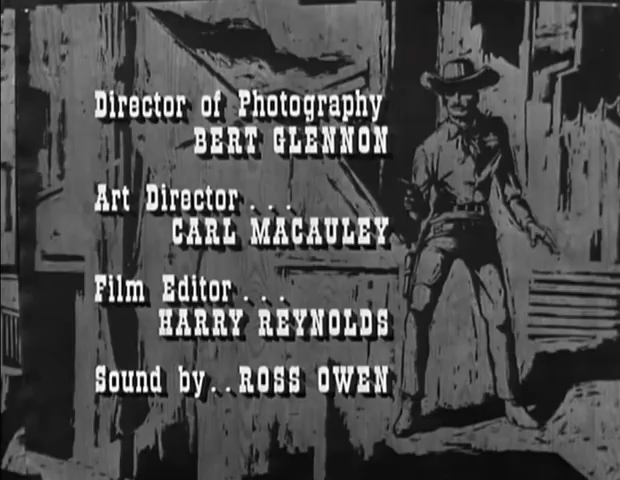 Director of Photography
BERT GLENNON
Art Director...
CARL MACAULEY
Film Editor...
HARRY REYNOLDS
Sound by..ROSS OWEN